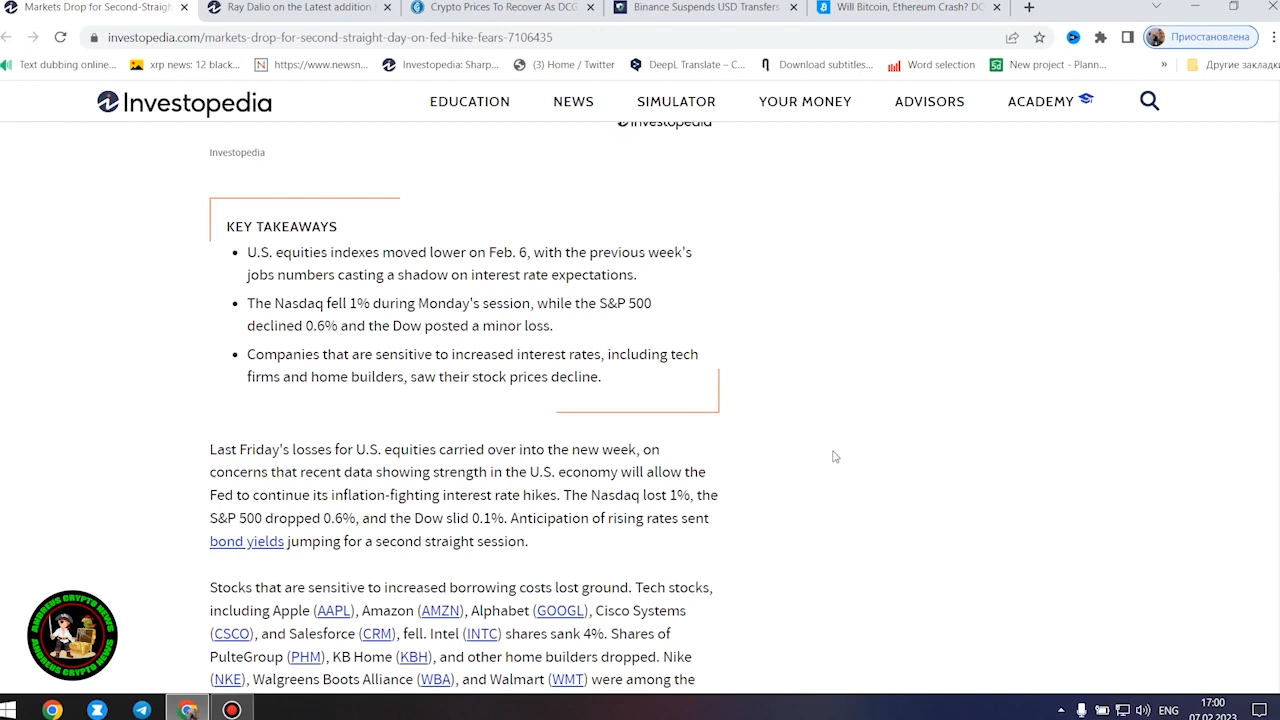 Markets Drop for Second-Straigh
Ray Dalio on the Latest addition
Crypto Prices To Recover As DCG
Binance Suspends USD Transfers
Will Bitcoin, Ethereum Crash? DC
investopedia.com/markets-drop-for-second-straight-day-on-fed-hike-fears-7106435
Приостановлена
Text dubbing online...
xrp news: 12 black...
https://www.newsn...
Investopedia: Sharp...
(3) Home / Twitter
DeepL Translate – C...
Download subtitles...
Word selection
New project - Plann...
»
Другие закладки
Investopedia
EDUCATION
NEWS
SIMULATOR
YOUR MONEY
ADVISORS
ACADEMY
Investopedia
Investopedia
KEY TAKEAWAYS
• U.S. equities indexes moved lower on Feb. 6, with the previous week's
jobs numbers casting a shadow on interest rate expectations.
• The Nasdaq fell 1% during Monday's session, while the S&P 500
declined 0.6% and the Dow posted a minor loss.
• Companies that are sensitive to increased interest rates, including tech
firms and home builders, saw their stock prices decline.
Last Friday's losses for U.S. equities carried over into the new week, on
concerns that recent data showing strength in the U.S. economy will allow the
Fed to continue its inflation-fighting interest rate hikes. The Nasdaq lost 1%, the
S&P 500 dropped 0.6%, and the Dow slid 0.1%. Anticipation of rising rates sent
bond yields jumping for a second straight session.
Stocks that are sensitive to increased borrowing costs lost ground. Tech stocks,
including Apple (AAPL), Amazon (AMZN), Alphabet (GOOGL), Cisco Systems
(CSCO), and Salesforce (CRM), fell. Intel (INTC) shares sank 4%. Shares of
PulteGroup (PHM), KB Home (KBH), and other home builders dropped. Nike
(NKE), Walgreens Boots Alliance (WBA), and Walmart (WMT) were among the
ANDREUS CRYPTO NEWS
ANDREUS CRYPTO NEWS
ENG
17:00
07.02.2023